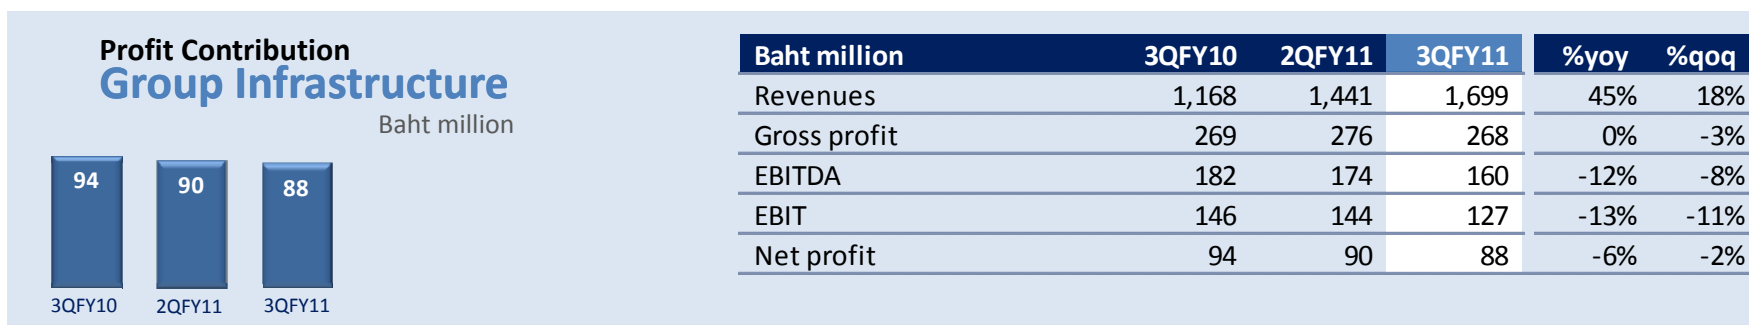 Profit Contribution
Group Infrastructure
Baht million
94 90 88
3QFY10 2QFY11 3QFY11
Baht million 3QFY10 2QFY11 3QFY11 %yoy %qoq
Revenues 1,168 1,441 1,699 45% 18%
Gross profit 269 276 268 0% -3%
EBITDA 182 174 160 -12% -8%
EBIT 146 144 127 -13% -11%
Net profit 94 90 88 -6% -2%